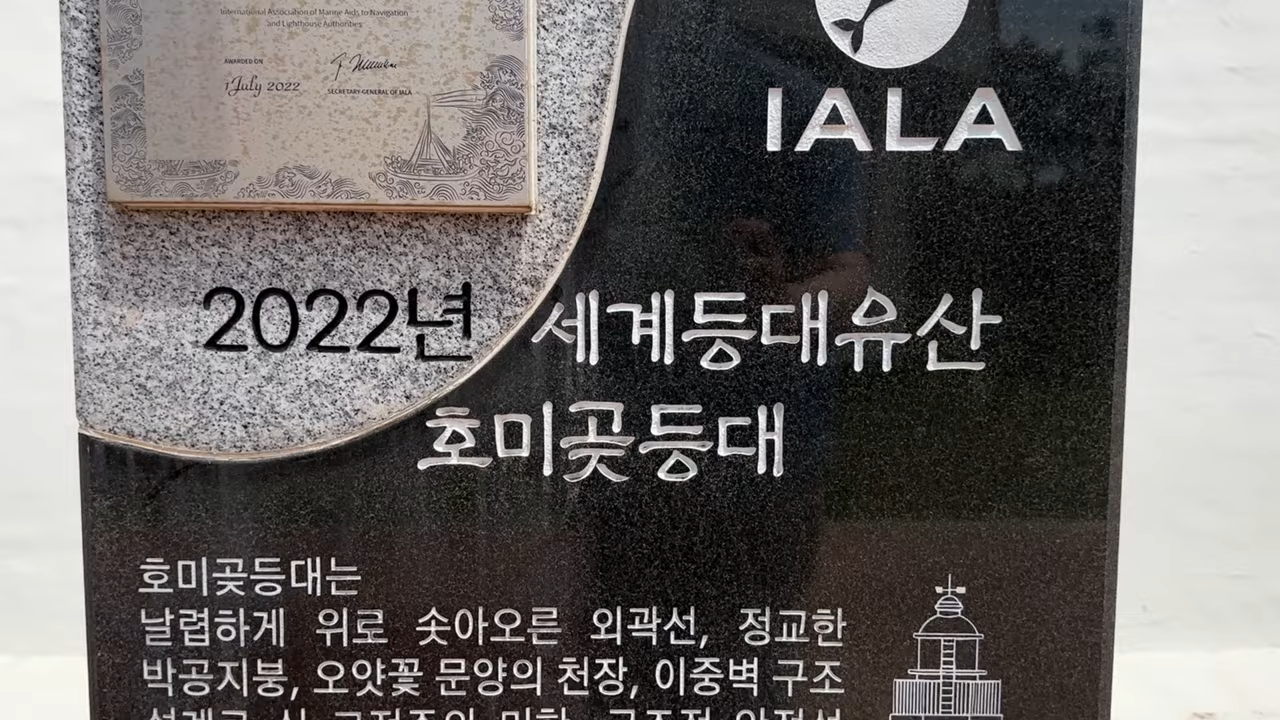 International Association of Marine Aids to Navigation
and Lighthouse Authorities
AWARDED ON
1 July 2022
SECRETARY-GENERAL OF IALA
IALA
2022년 세계등대유산
호미곶등대
호미곶등대는
날렵하게 위로 솟아오른 외곽선, 정교한
박공지붕, 오얏꽃 문양의 천장, 이중벽 구조